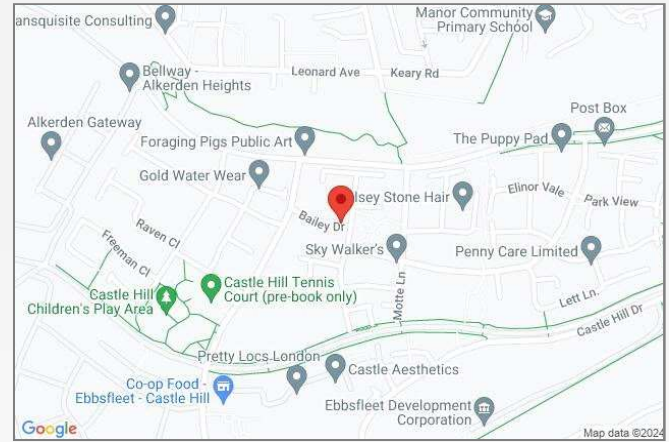 ansquisite Consulting
Manor Community
Primary School
Leonard Ave
Keary Rd
Bellway -
Alkerden Heights
Post Box
Alkerden Gateway
Foraging Pigs Public Art
The Puppy Pad
Gold Water Wear
lsey Stone Hair
Elinor Vale
Park View
Bailey Dr
Raven Cl
Sky Walker's
Penny Care Limited
Freeman Cl
Castle Hill Tennis
Court (pre-book only)
Castle Hill
Children's Play Area
Motte Ln
Lett Ln.
Castle Hill Dr
Pretty Locs London
Castle Aesthetics
Co-op Food -
Ebbsfleet - Castle Hill
Ebbsfleet Development
Corporation
Google
Map data ©2024